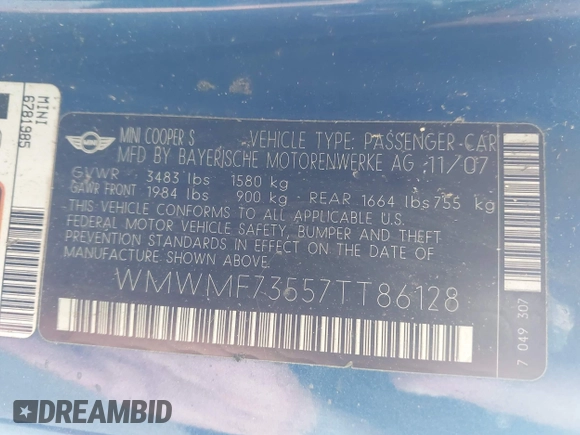 MINI
6781985
MINI COOPER S VEHICLE TYPE: PASSENGER CAR
MFD BY BAYERISCHE MOTORENWERKE AG 11/07
GVWR 3483 lbs 1580 kg
GAWR FRONT 1984 lbs 900 kg REAR 1664 lbs 755 kg
THIS VEHICLE CONFORMS TO ALL APPLICABLE U.S.
FEDERAL MOTOR VEHICLE SAFETY, BUMPER AND THEFT
PREVENTION STANDARDS IN EFFECT ON THE DATE OF
MANUFACTURE SHOWN ABOVE.
WMWMF73557TT86128
7 049 307
DREAMBID